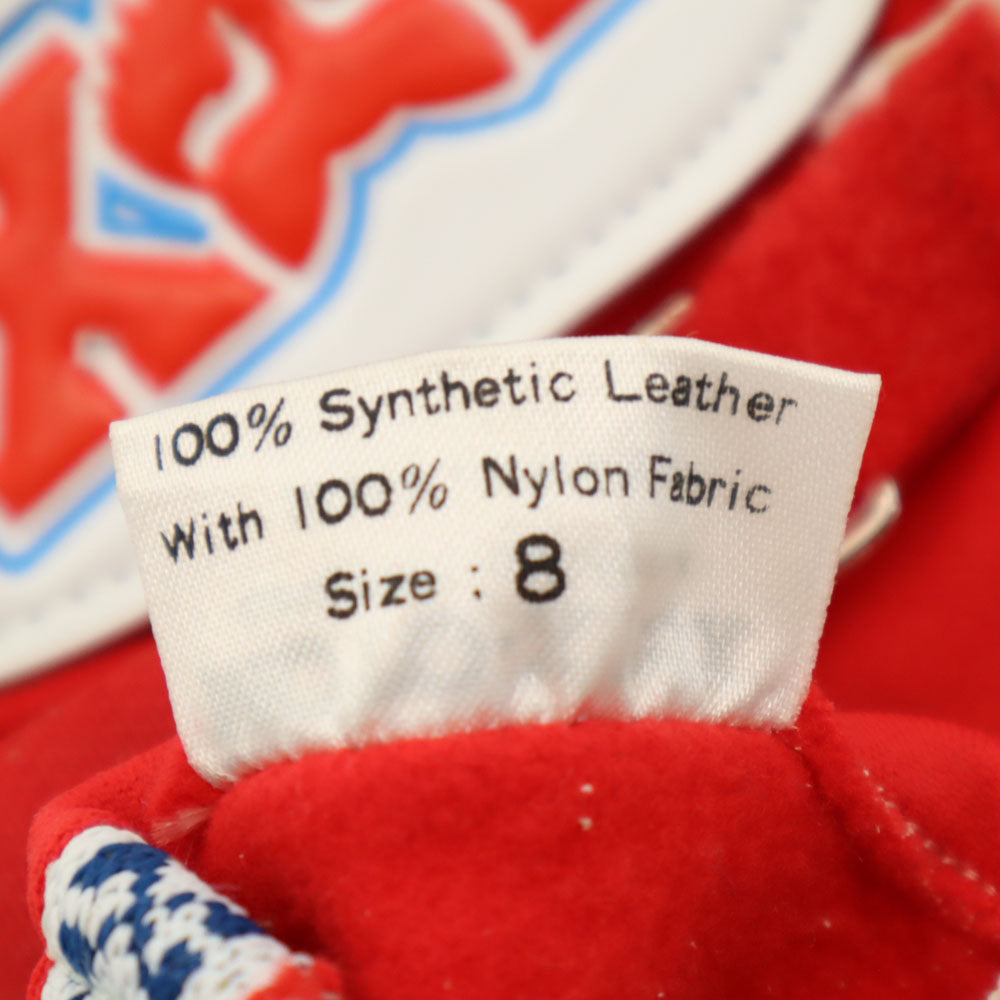 100% Synthetic Leather
With 100% Nylon Fabric
Size : 8